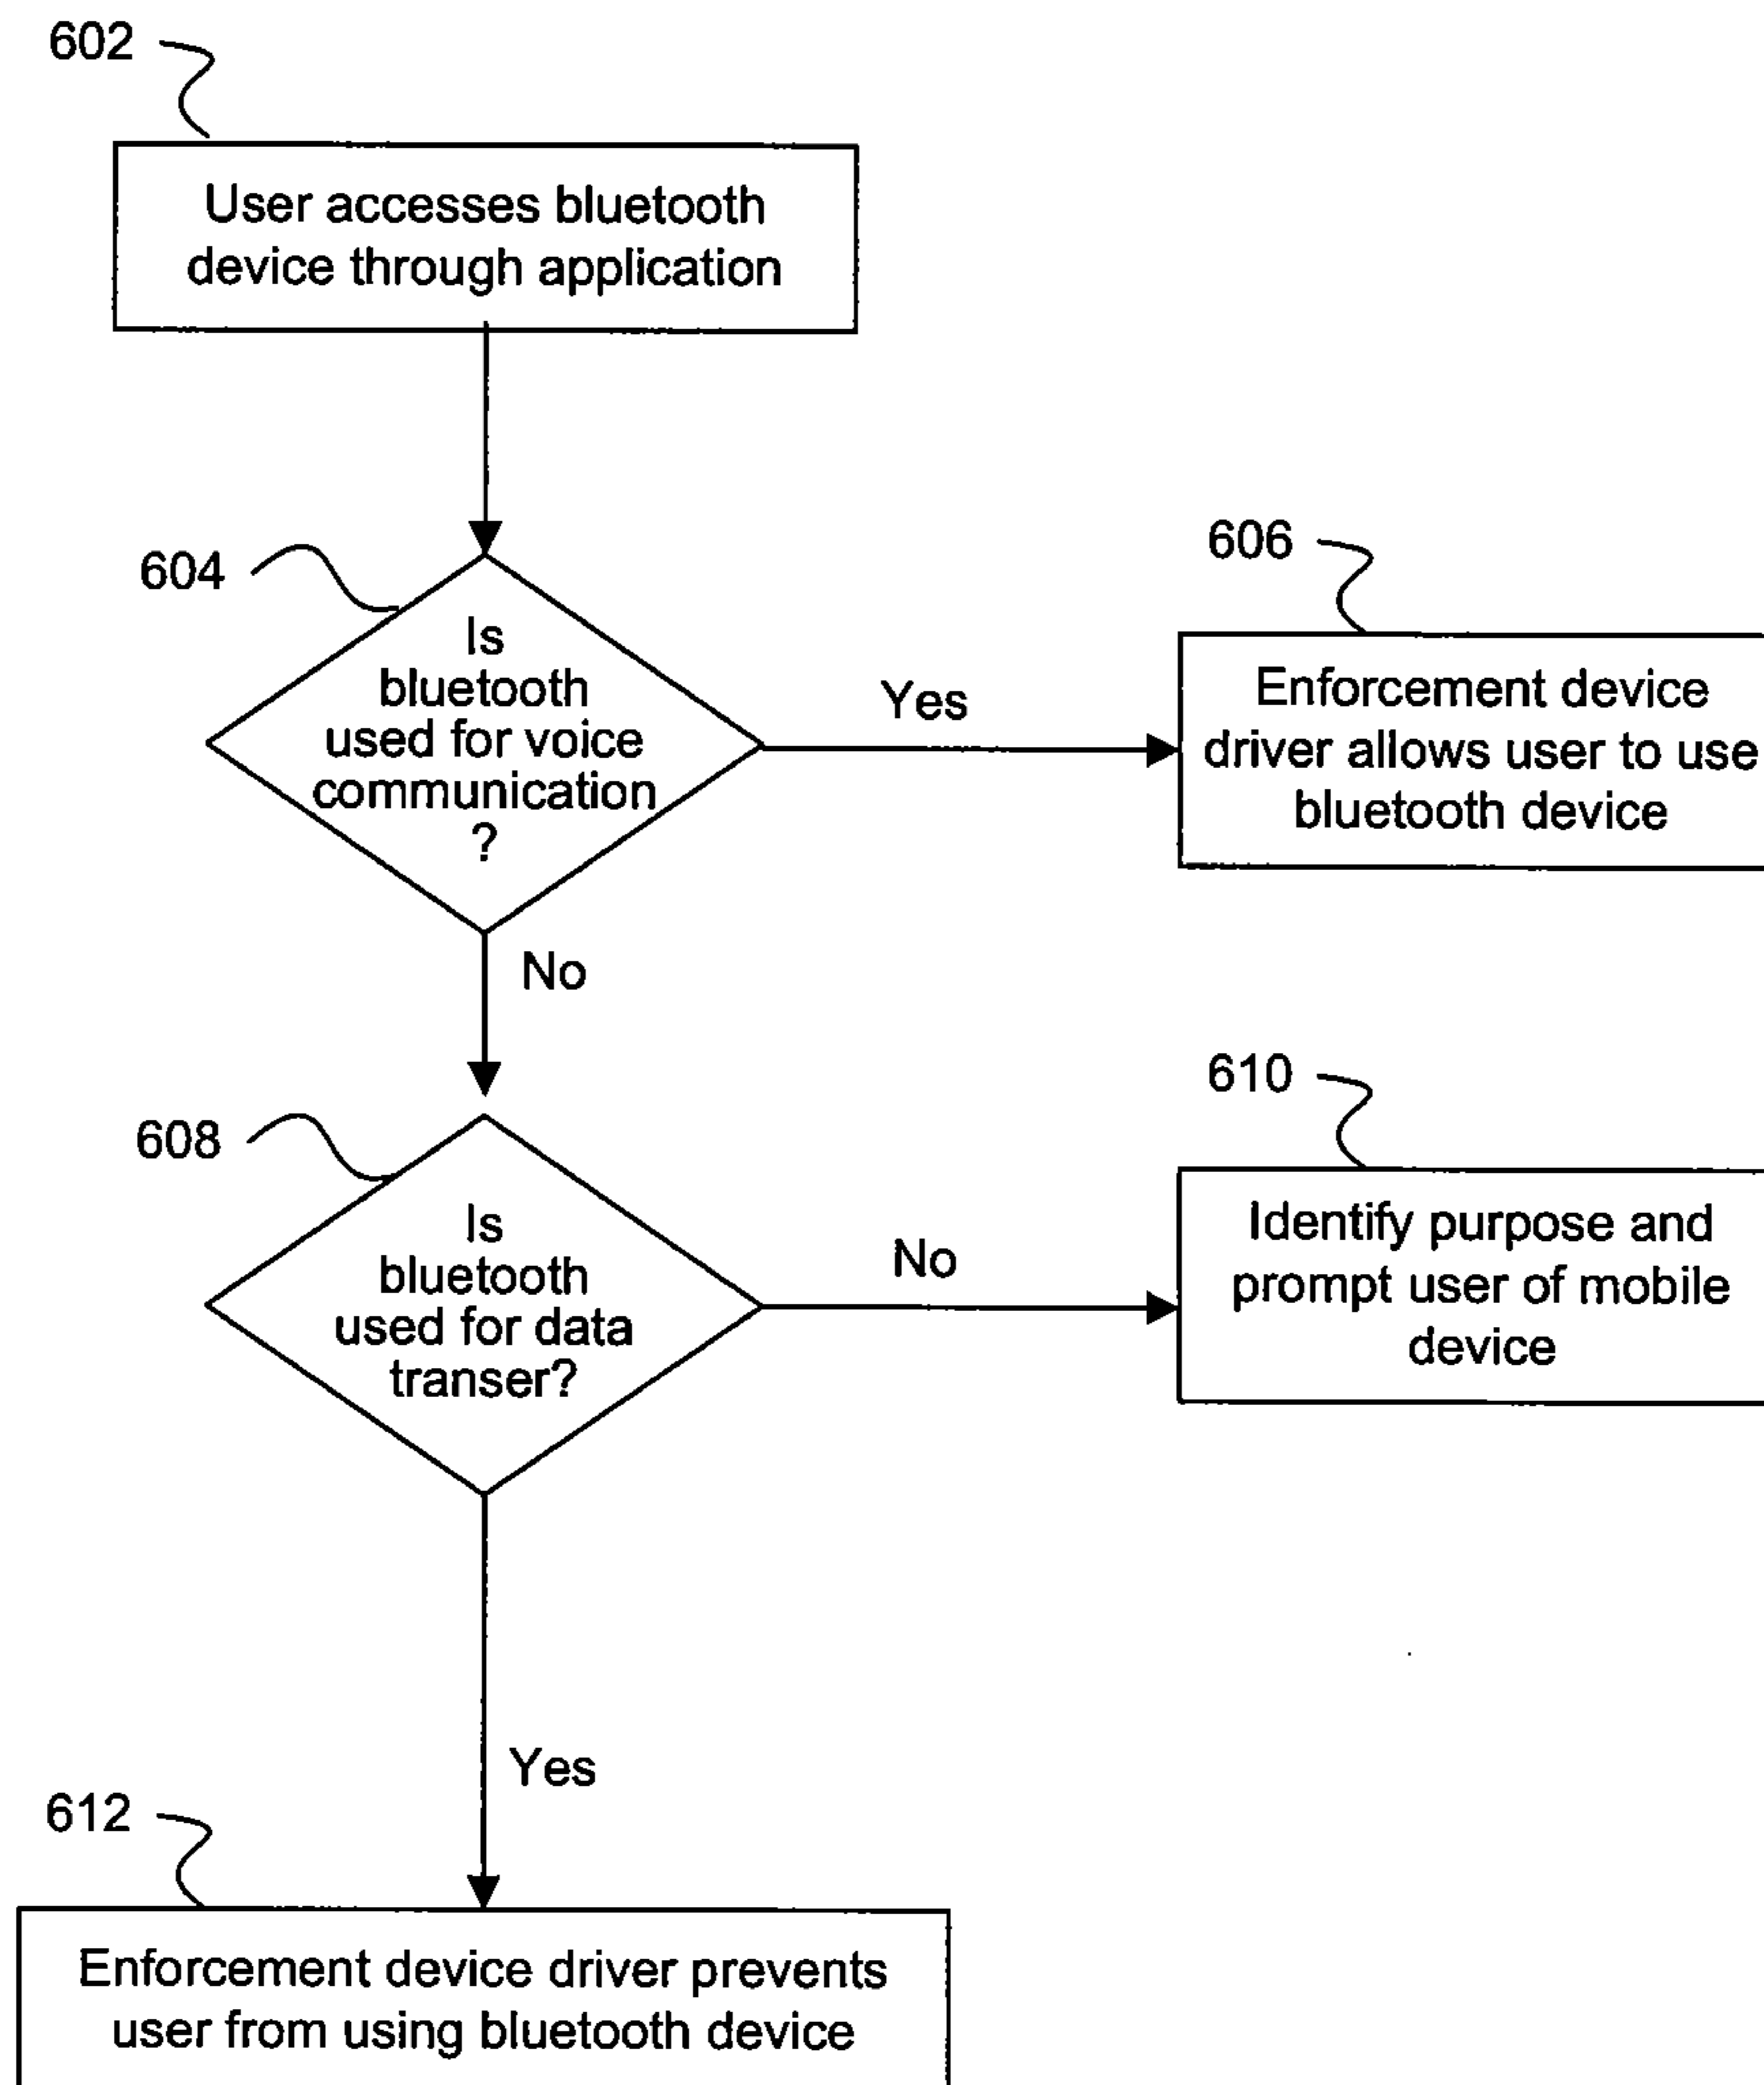 602
User accesses bluetooth
device through application
604
Is
bluetooth
used for voice
communication
?
Yes
606
Enforcement device
driver allows user to use
bluetooth device
No
608
Is
bluetooth
used for data
transer?
No
610
Identify purpose and
prompt user of mobile
device
Yes
612
Enforcement device driver prevents
user from using bluetooth device